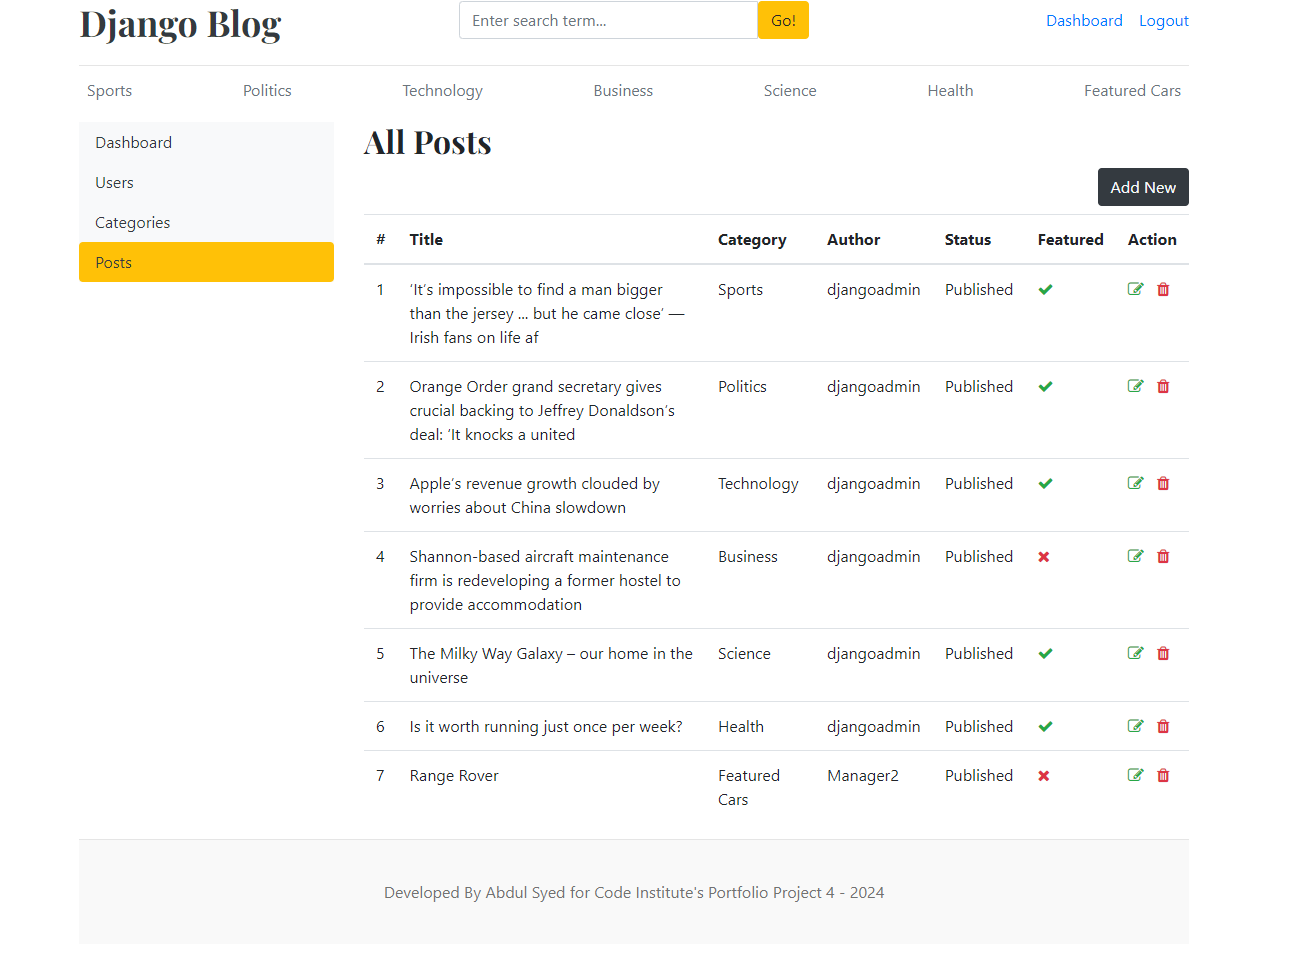 Django Blog
Enter search term...
Go!
Dashboard Logout
Sports Politics Technology Business Science Health Featured Cars
Dashboard
Users
Categories
Posts
All Posts
Add New
# Title Category Author Status Featured Action
1 ‘It’s impossible to find a man bigger Sports djangoadmin Published
than the jersey ... but he came close’ —
Irish fans on life af
2 Orange Order grand secretary gives Politics djangoadmin Published
crucial backing to Jeffrey Donaldson’s
deal: ‘It knocks a united
3 Apple’s revenue growth clouded by Technology djangoadmin Published
worries about China slowdown
4 Shannon-based aircraft maintenance Business djangoadmin Published
firm is redeveloping a former hostel to
provide accommodation
5 The Milky Way Galaxy – our home in the Science djangoadmin Published
universe
6 Is it worth running just once per week? Health djangoadmin Published
7 Range Rover Featured Manager2 Published
Cars
Developed By Abdul Syed for Code Institute's Portfolio Project 4 - 2024